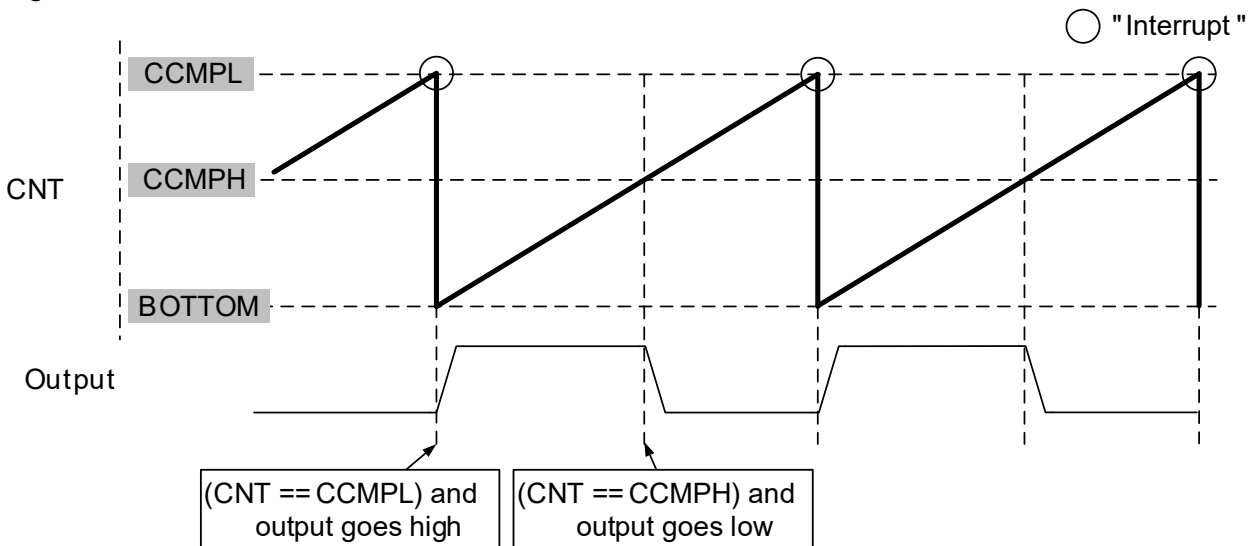 "Interrupt"
CCMPL
CCMPH
CNT
BOTTOM
Output
(CNT == CCMPL) and
output goes high
(CNT == CCMPH) and
output goes low